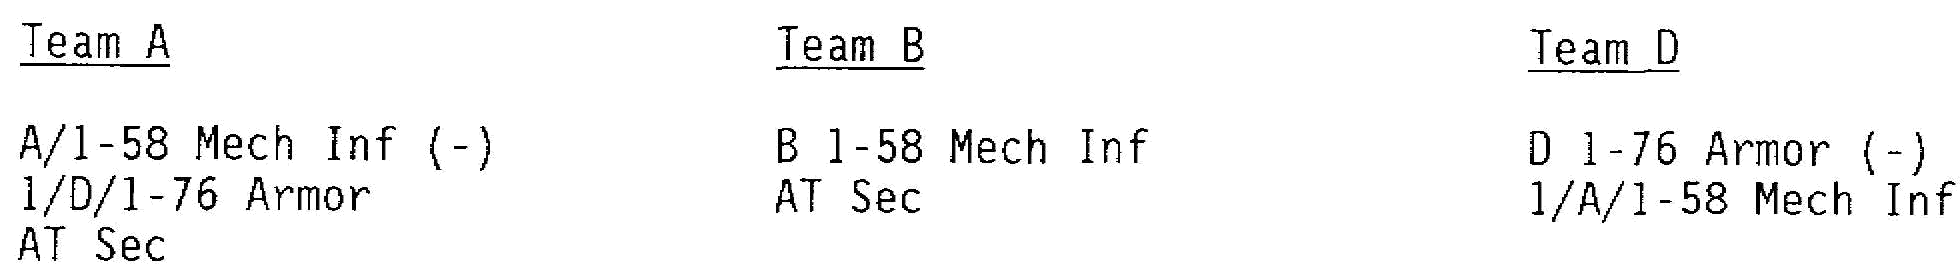 Team A
A/1-58 Mech Inf (-)
1/D/1-76 Armor
AT Sec
Team B
B 1-58 Mech Inf
AT Sec
Team D
D 1-76 Armor (-)
1/A/1-58 Mech Inf